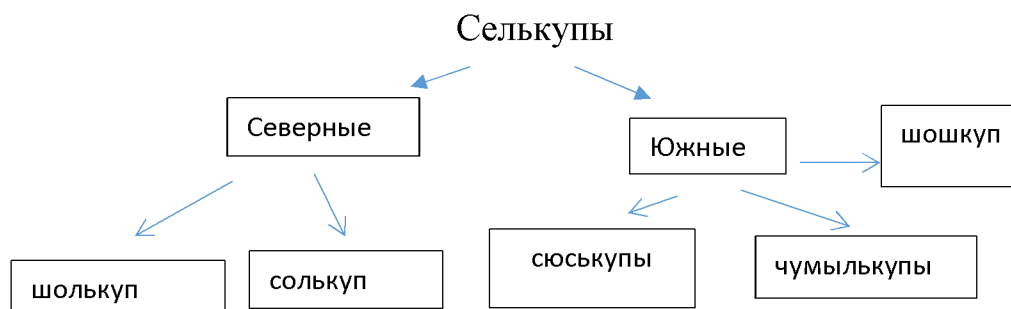 Селькупы
Северные
Южные
шошкуп
шолькуп
солькуп
сюськупы
чумылькупы